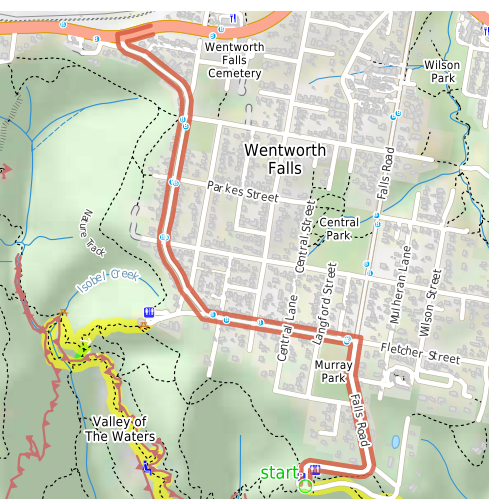 Wentworth
Falls
Cemetery
Wilson
Park
Wentworth
Falls
Falls Road
Parkes Street
Central Street
Central
Park
Nature Track
Isobel Creek
Mulheran Lane
Wilson Street
Langford Street
Central Lane
Fletcher Street
Murray
Park
Falls Road
Valley of
The Waters
start